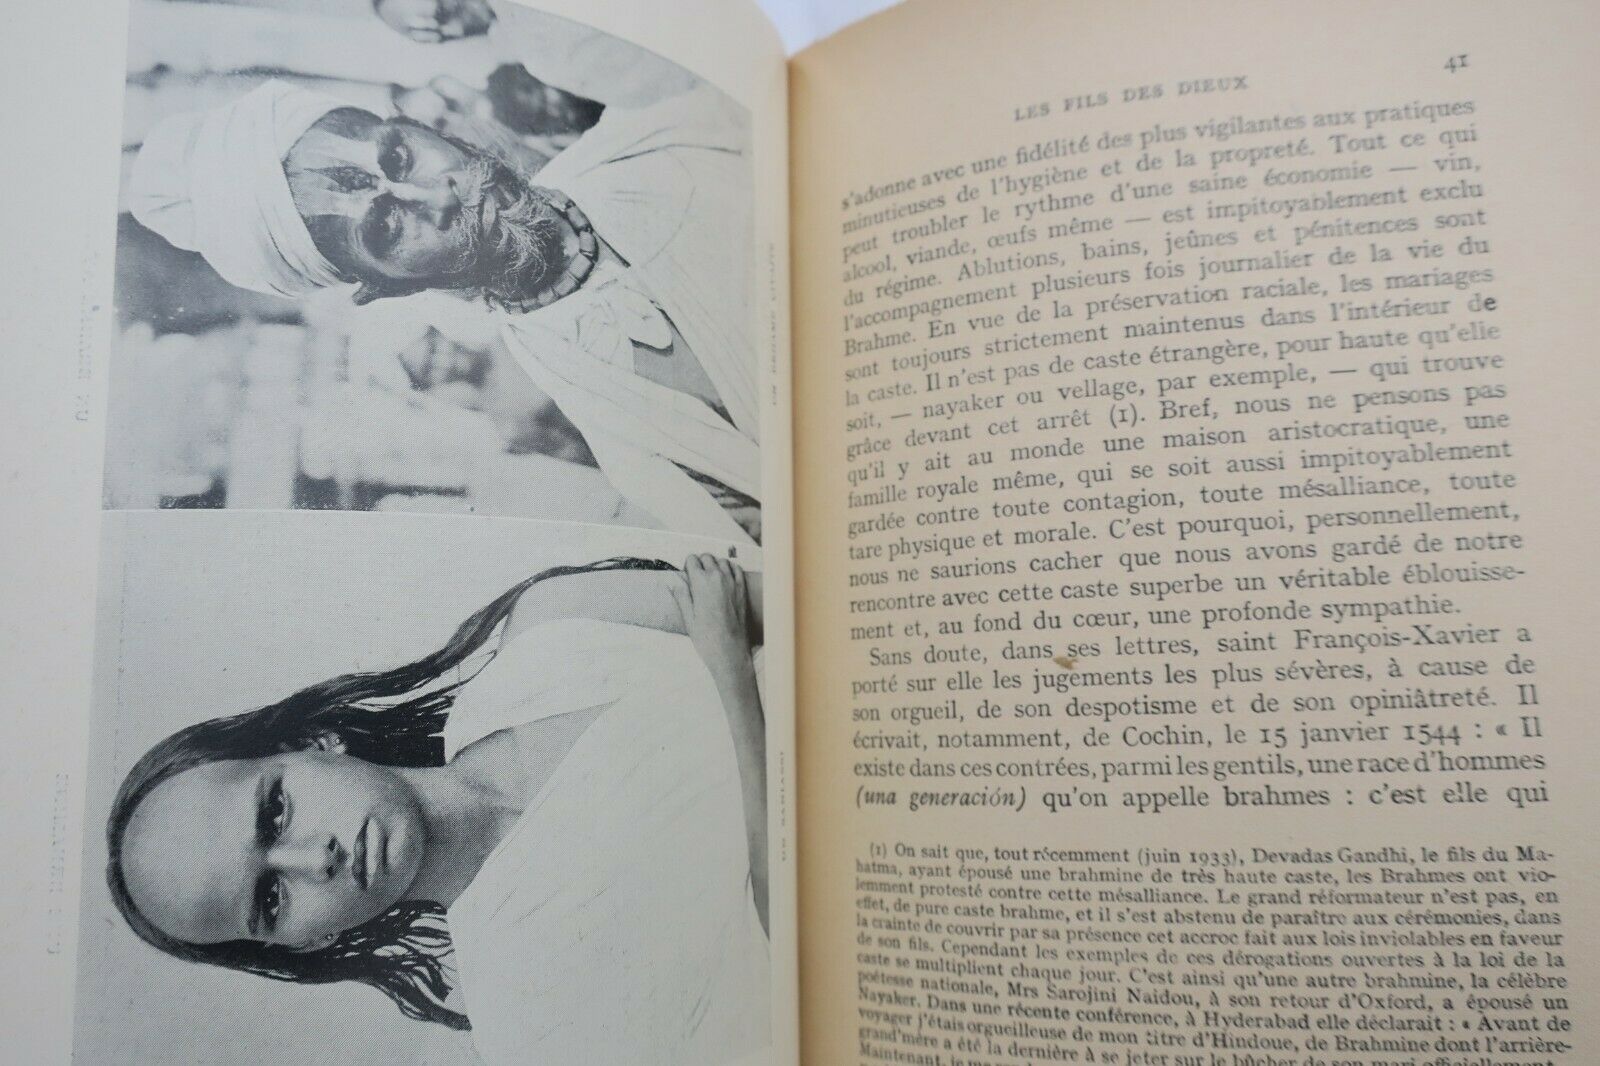 UN BRAHME ÇIVAÏTE
UN SANIASSI
LES FILS DES DIEUX
41
s'adonne avec une fidélité des plus vigilantes aux pratiques
minutieuses de l'hygiène et de la propreté. Tout ce qui
peut troubler le rythme d'une saine économie — vin,
alcool, viande, œufs même — est impitoyablement exclu
du régime. Ablutions, bains, jeûnes et pénitences sont
l'accompagnement plusieurs fois journalier de la vie du
Brahme. En vue de la préservation raciale, les mariages
sont toujours strictement maintenus dans l'intérieur de
la caste. Il n'est pas de caste étrangère, pour haute qu'elle
soit, — nayaker ou vellage, par exemple, — qui trouve
grâce devant cet arrêt (1). Bref, nous ne pensons pas
qu'il y ait au monde une maison aristocratique, une
famille royale même, qui se soit aussi impitoyablement
gardée contre toute contagion, toute mésalliance, toute
tare physique et morale. C'est pourquoi, personnellement,
nous ne saurions cacher que nous avons gardé de notre
rencontre avec cette caste superbe un véritable éblouisse-
ment et, au fond du cœur, une profonde sympathie.
Sans doute, dans ses lettres, saint François-Xavier a
porté sur elle les jugements les plus sévères, à cause de
son orgueil, de son despotisme et de son opiniâtreté. Il
écrivait, notamment, de Cochin, le 15 janvier 1544 : « Il
existe dans ces contrées, parmi les gentils, une race d'hommes
(una generación) qu'on appelle brahmes : c'est elle qui
(1) On sait que, tout récemment (juin 1933), Devadas Gandhi, le fils du Ma-
hatma, ayant épousé une brahmine de très haute caste, les Brahmes ont vio-
lemment protesté contre cette mésalliance. Le grand réformateur n'est pas, en
effet, de pure caste brahme, et il s'est abstenu de paraître aux cérémonies, dans
la crainte de couvrir par sa présence cet accroc fait aux lois inviolables en faveur
de son fils. Cependant les exemples de ces dérogations ouvertes à la loi de la
caste se multiplient chaque jour. C'est ainsi qu'une autre brahmine, la célèbre
poétesse nationale, Mrs Sarojini Naidou, à son retour d'Oxford, a épousé un
Nayaker. Dans une récente conférence, à Hyderabad elle déclarait : « Avant de
voyager j'étais orgueilleuse de mon titre d'Hindoue, de Brahmine dont l'arrière-
grand'mère a été la dernière à se jeter sur le bûcher de son mari officiellement.
Maintenant, je me